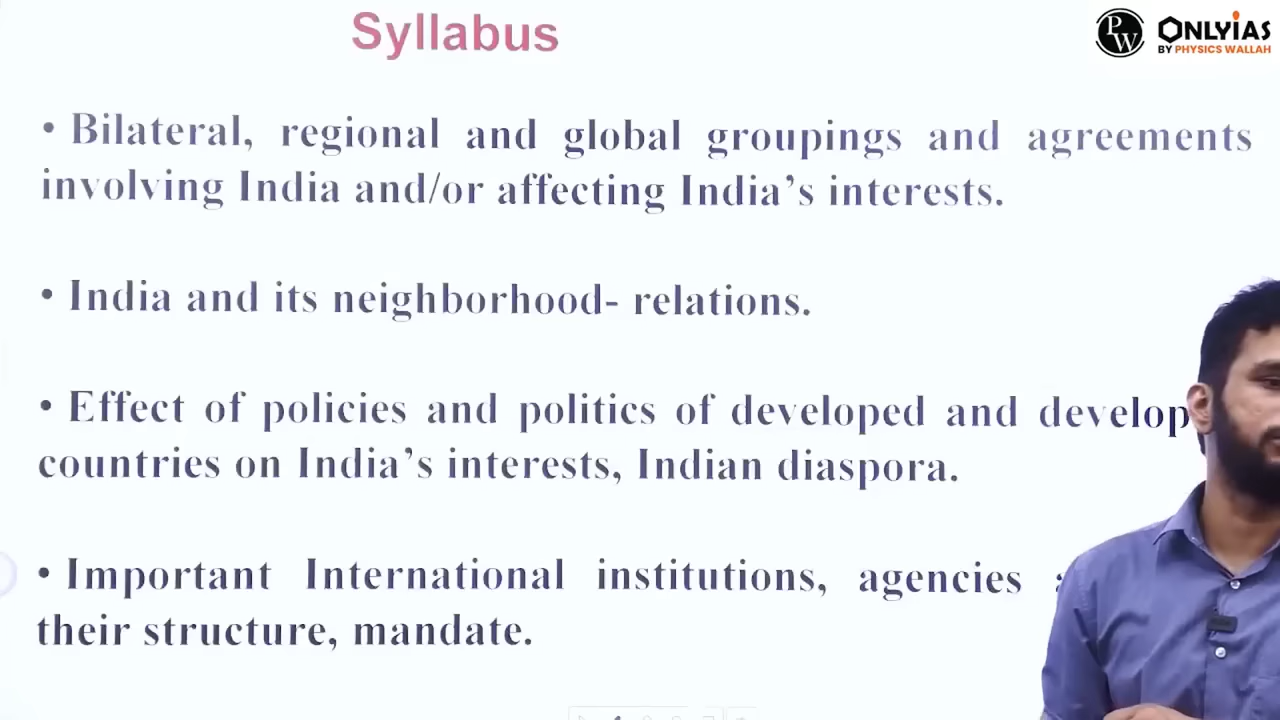 Syllabus
PW
ONLYIAS
BY PHYSICS WALLAH
• Bilateral, regional and global groupings and agreements
involving India and/or affecting India's interests.
• India and its neighborhood- relations.
• Effect of policies and politics of developed and develop
countries on India's interests, Indian diaspora.
• Important International institutions, agencies
their structure, mandate.